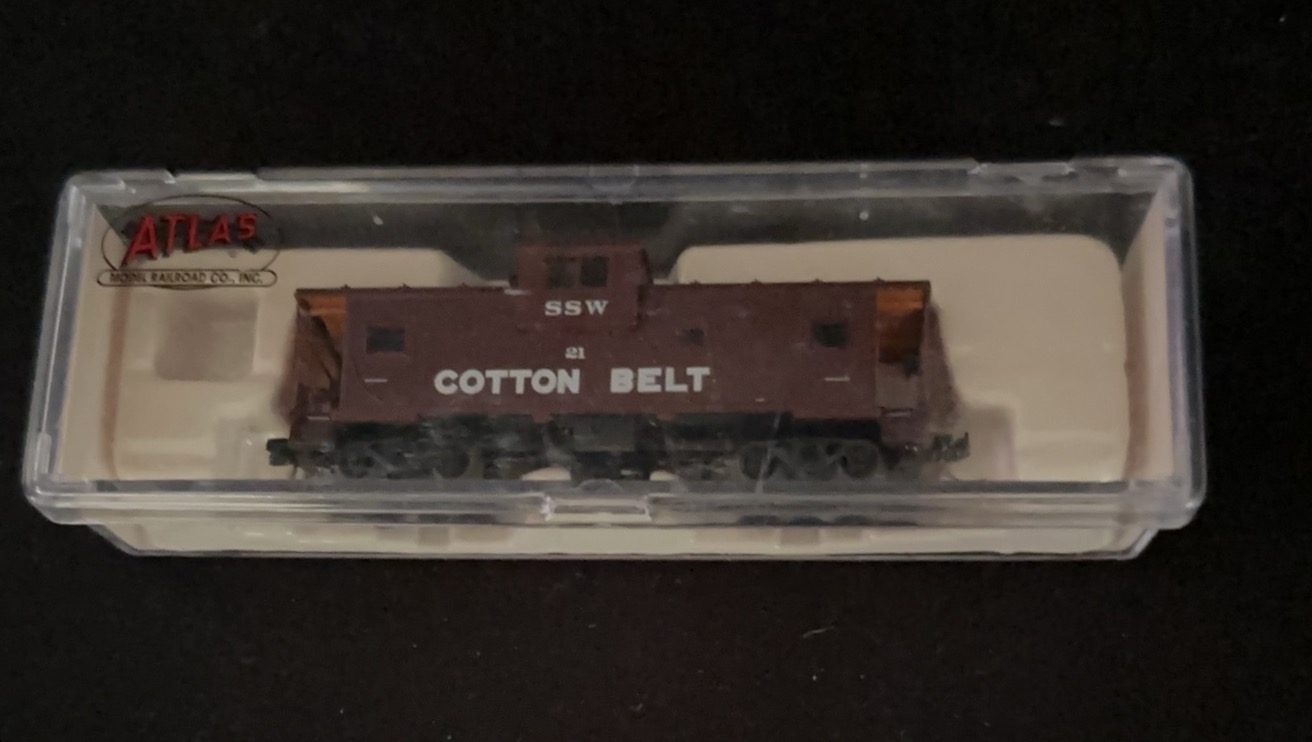 ATLAS
MODEL RAILROAD CO., INC.
SSW
21
COTTON BELT